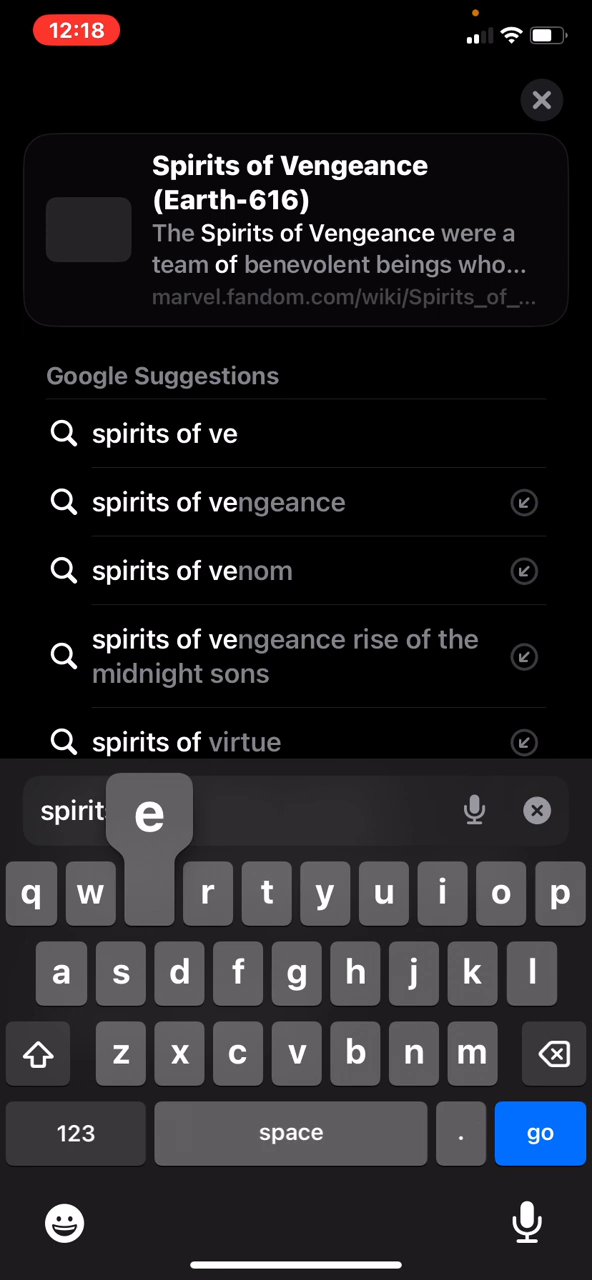 12:18
Spirits of Vengeance
(Earth-616)
The Spirits of Vengeance were a
team of benevolent beings who...
marvel.fandom.com/wiki/Spirits_of_...
Google Suggestions
spirits of ve
spirits of vengeance
spirits of venom
spirits of vengeance rise of the
midnight sons
spirits of virtue
spirit
e
q w r t y u i o p
a s d f g h j k l
z x c v b n m
123 space . go